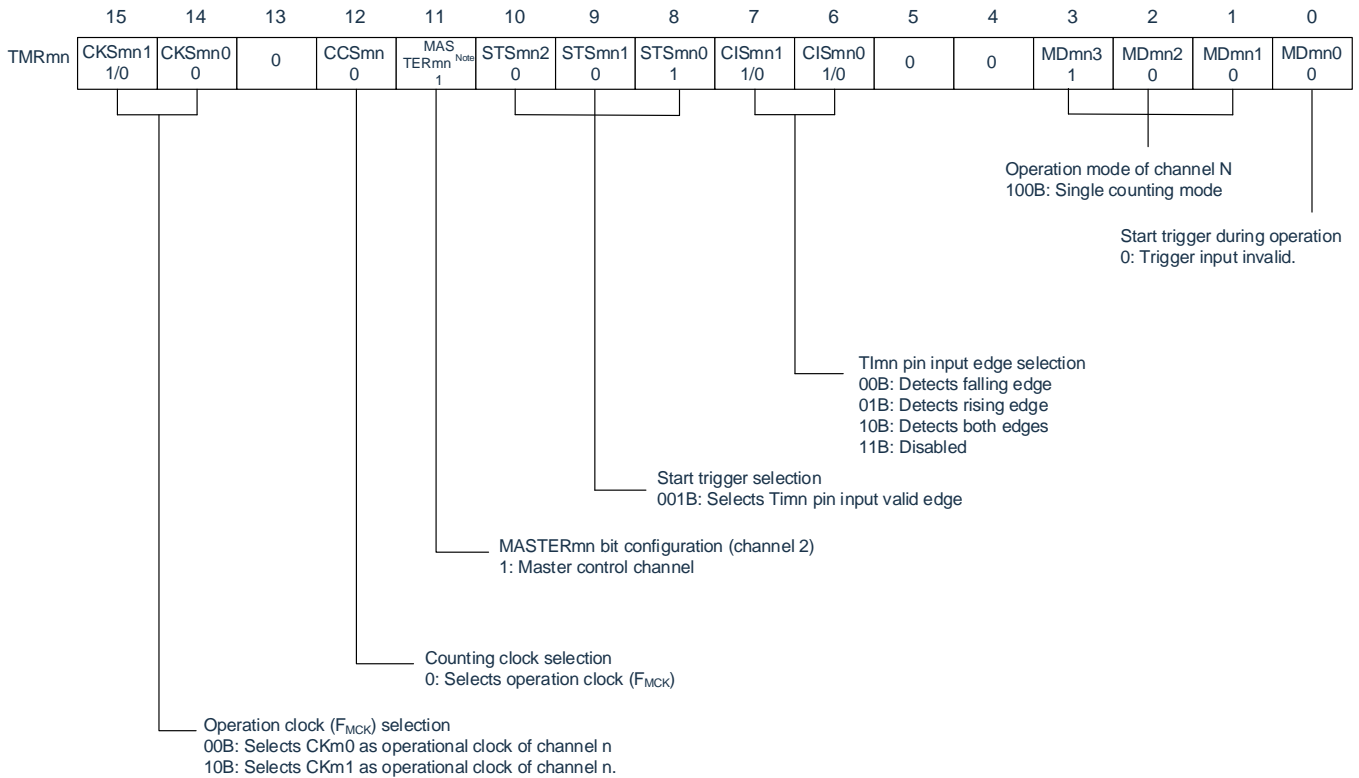 15 14 13 12 11 10 9 8 7 6 5 4 3 2 1 0
TMRmn CKSmn1 CKSmn0 0 CCSmn MAS TERmn Note STSmn2 STSmn1 STSmn0 CISmn1 CISmn0 0 0 MDmn3 MDmn2 MDmn1 MDmn0
1/0 0 0 1 0 0 1 1/0 1/0 1 0 0 0
Operation mode of channel N
100B: Single counting mode
Start trigger during operation
0: Trigger input invalid.
TImn pin input edge selection
00B: Detects falling edge
01B: Detects rising edge
10B: Detects both edges
11B: Disabled
Start trigger selection
001B: Selects Timn pin input valid edge
MASTERmn bit configuration (channel 2)
1: Master control channel
Counting clock selection
0: Selects operation clock (FMCK)
Operation clock (FMCK) selection
00B: Selects CKm0 as operational clock of channel n
10B: Selects CKm1 as operational clock of channel n.